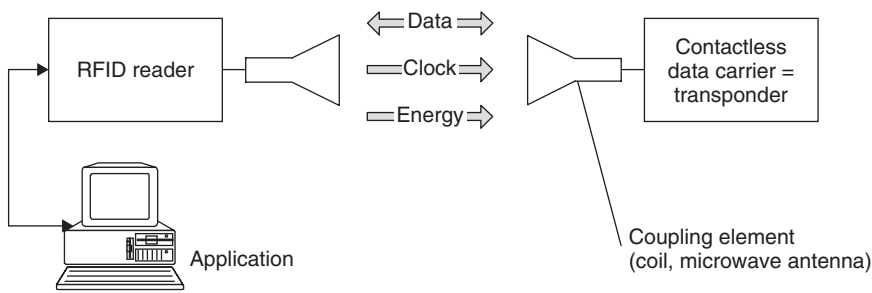 RFID reader
Data
Clock
Energy
Contactless
data carrier =
transponder
Application
Coupling element
(coil, microwave antenna)